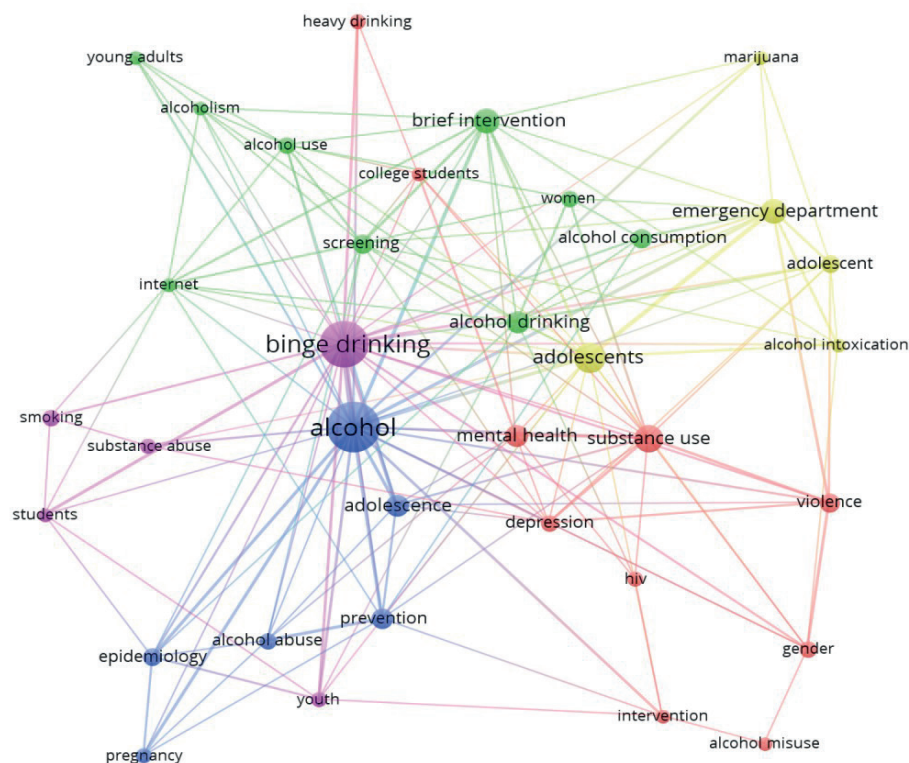 heavy drinking
young adults
marijuana
alcoholism
brief intervention
alcohol use
college students
women
emergency department
screening
alcohol consumption
adolescent
internet
alcohol drinking
binge drinking
alcohol intoxication
adolescents
smoking
alcohol
mental health
substance use
substance abuse
adolescence
violence
students
depression
hiv
prevention
alcohol abuse
gender
epidemiology
youth
intervention
alcohol misuse
pregnancy